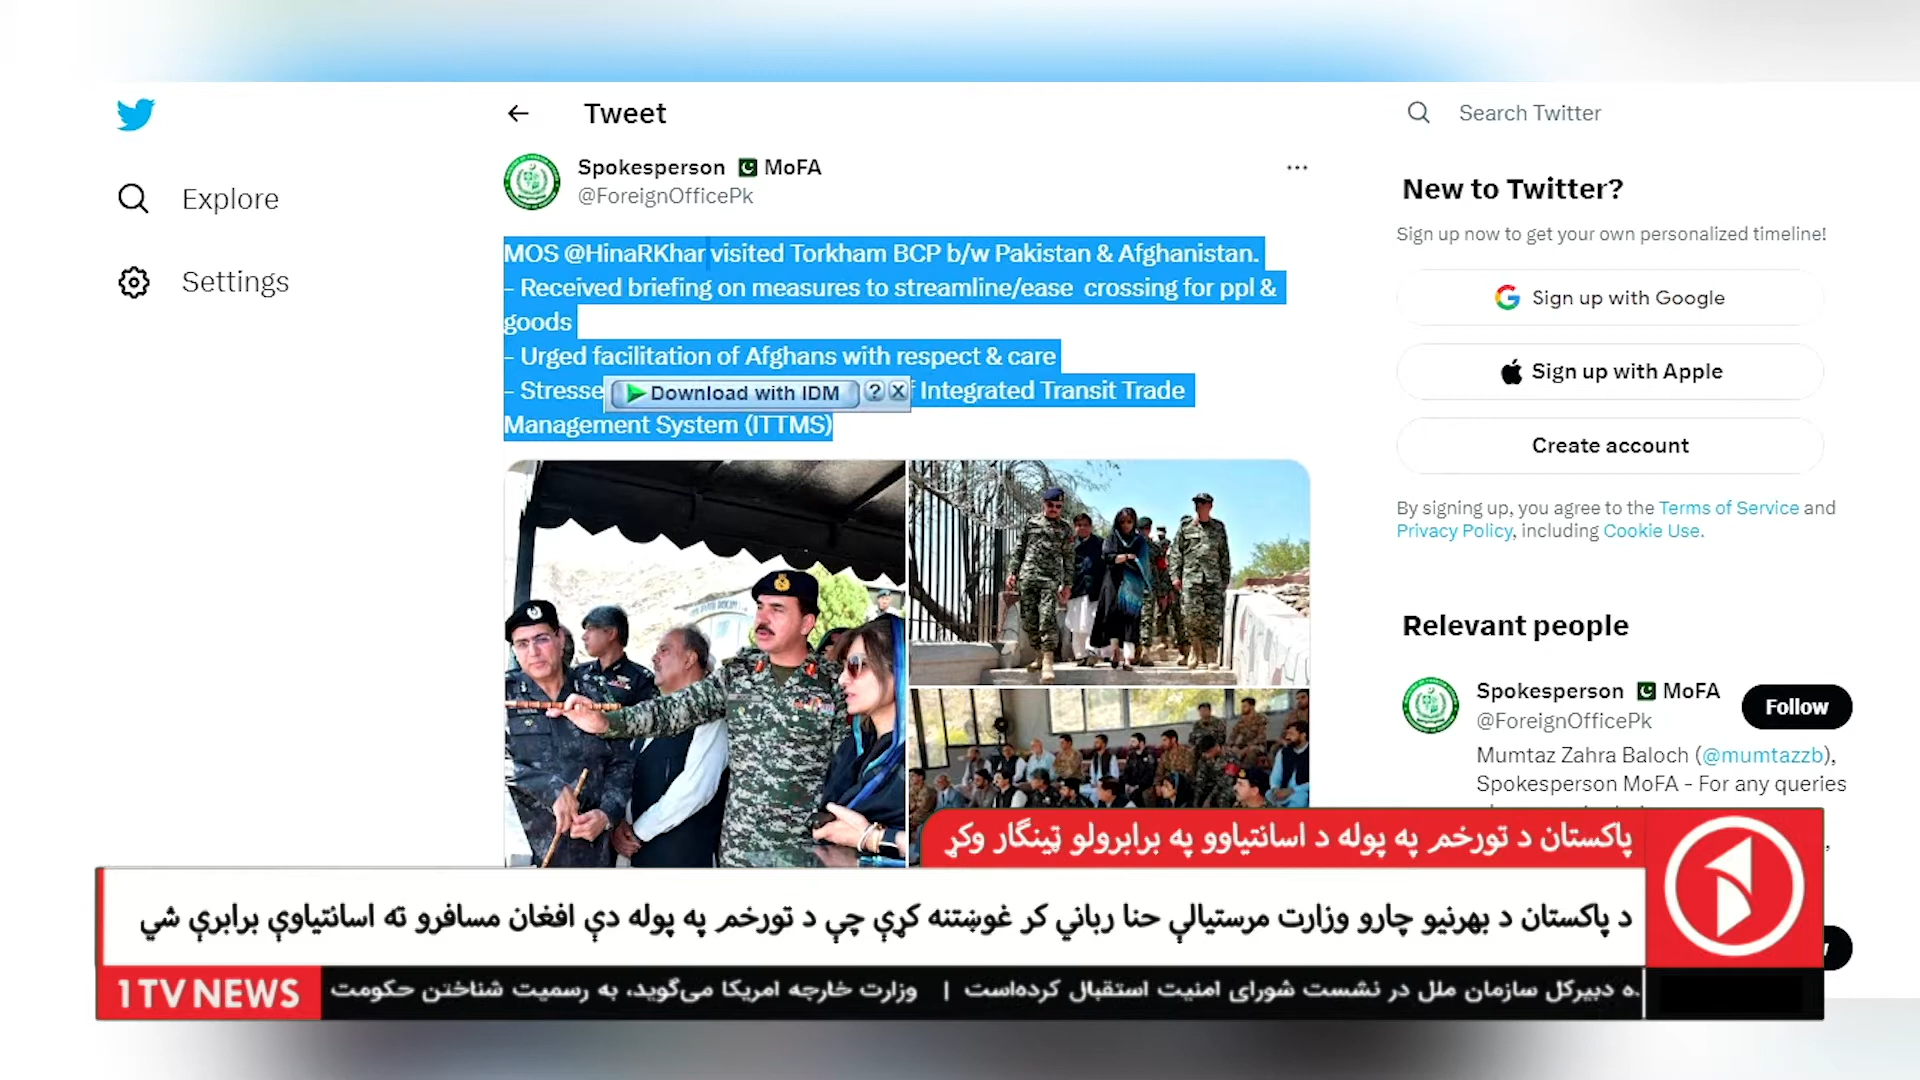 Tweet
Search Twitter
Explore
Settings
Spokesperson 🇵🇰 MoFA
@ForeignOfficePk
MOS @HinaRKhar visited Torkham BCP b/w Pakistan & Afghanistan.
- Received briefing on measures to streamline/ease crossing for ppl &
goods
- Urged facilitation of Afghans with respect & care
- Stresse
Download with IDM
Integrated Transit Trade
Management System (ITTMS)
New to Twitter?
Sign up now to get your own personalized timeline!
Sign up with Google
Sign up with Apple
Create account
By signing up, you agree to the Terms of Service and
Privacy Policy, including Cookie Use.
Relevant people
Spokesperson 🇵🇰 MoFA
@ForeignOfficePk
Follow
Mumtaz Zahra Baloch (@mumtazzb),
Spokesperson MoFA - For any queries
پاکستان د تورخم په پوله د اسانتیاوو په برابرولو ټینګار وکړ
د پاکستان د بهرنیو چارو وزارت مرستیالې حنا رباني کر غوښتنه کړې چې د تورخم په پوله دې افغان مسافرو ته اسانتیاوې برابرې شي
1TV NEWS
ه دبیرکل سازمان ملل در نشست شورای امنیت استقبال کرده‌است | وزارت خارجه امریکا می‌گوید، به رسمیت شناختن حکومت